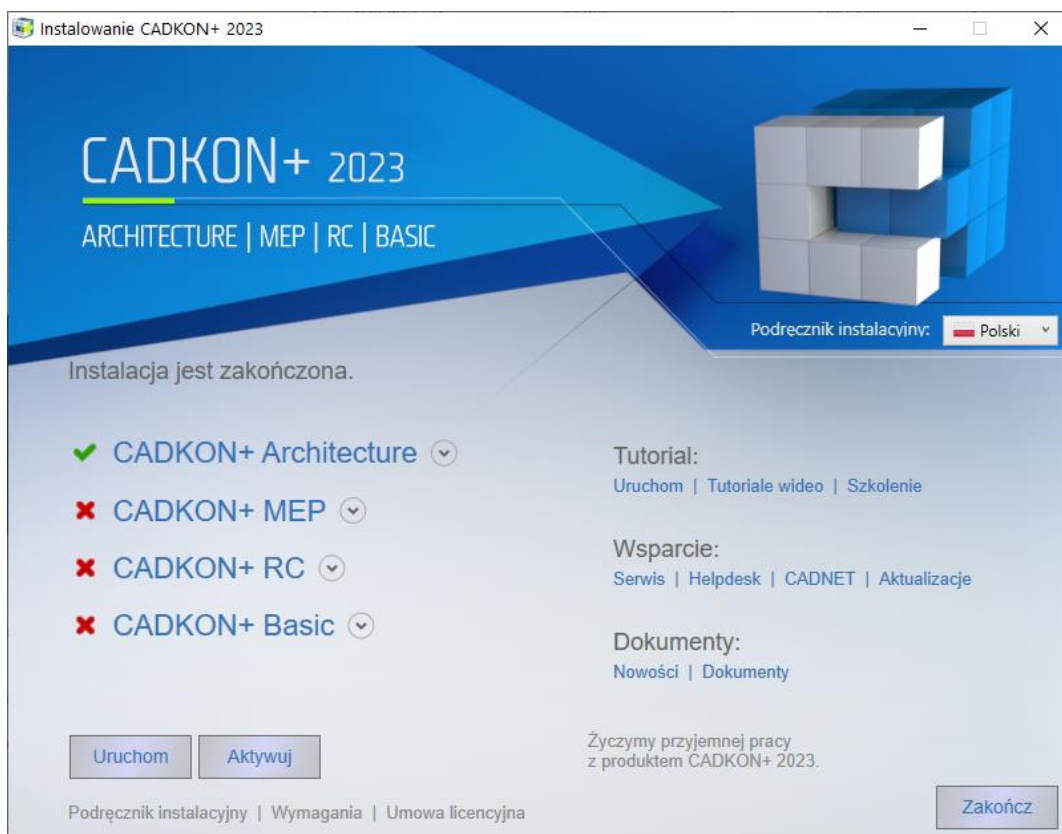 Instalowanie CADKON+ 2023
CADKON+ 2023
ARCHITECTURE | MEP | RC | BASIC
Podręcznik instalacyjny: Polski
Instalacja jest zakończona.
CADKON+ Architecture
CADKON+ MEP
CADKON+ RC
CADKON+ Basic
Tutorial:
Uruchom | Tutoriale wideo | Szkolenie
Wsparcie:
Serwis | Helpdesk | CADNET | Aktualizacje
Dokumenty:
Nowości | Dokumenty
Uruchom Aktywuj
Życzymy przyjemnej pracy
z produktem CADKON+ 2023.
Podręcznik instalacyjny | Wymagania | Umowa licencyjna
Zakończ